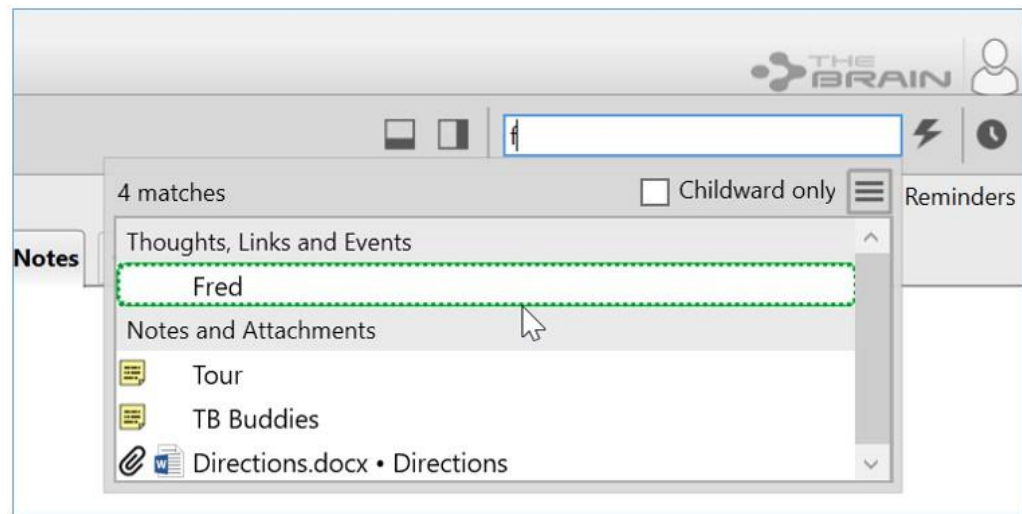 THE
BRAIN
f
4 matches
Childward only
Reminders
Thoughts, Links and Events
Notes
Fred
Notes and Attachments
Tour
TB Buddies
W Directions.docx • Directions